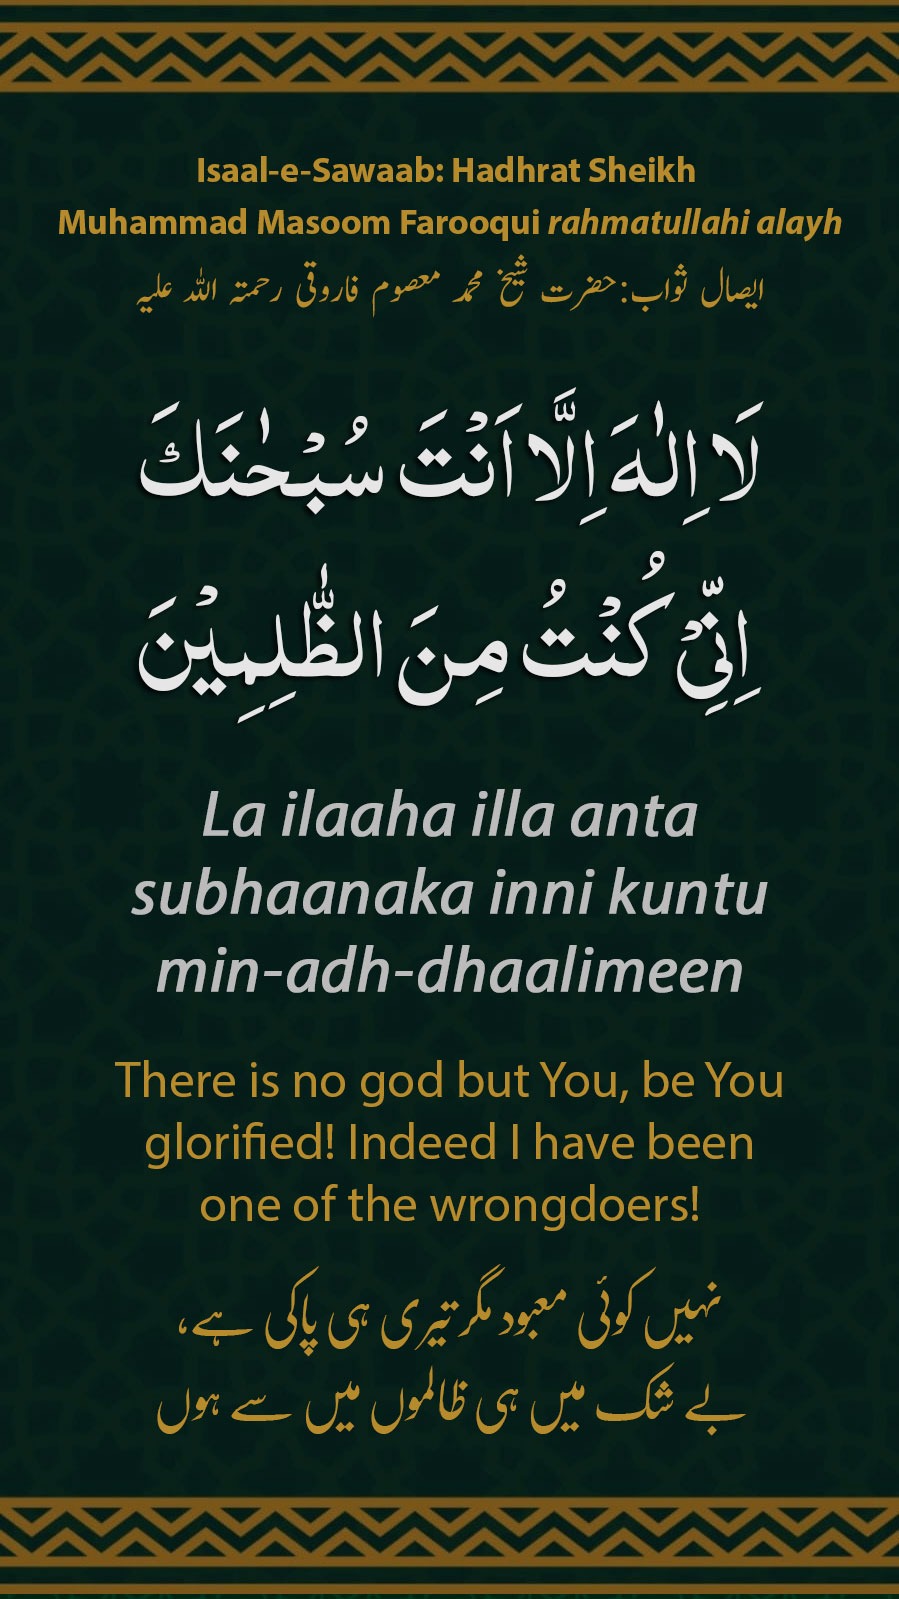 Isaal-e-Sawaab: Hadhrat Sheikh
Muhammad Masoom Farooqui rahmatullahi alayh
ایصال ثواب: حضرت شیخ محمد معصوم فاروقی رحمتہ اللہ علیہ
لَا اِلٰهَ اِلَّا اَنْتَ سُبْحٰنَكَ
اِنِّیْ كُنْتُ مِنَ الظّٰلِمِیْنَ
La ilaaha illa anta
subhaanaka inni kuntu
min-adh-dhaalimeen
There is no god but You, be You
glorified! Indeed I have been
one of the wrongdoers!
نہیں کوئی معبود مگر تیری ہی پاکی ہے،
بے شک میں ہی ظالموں میں سے ہوں